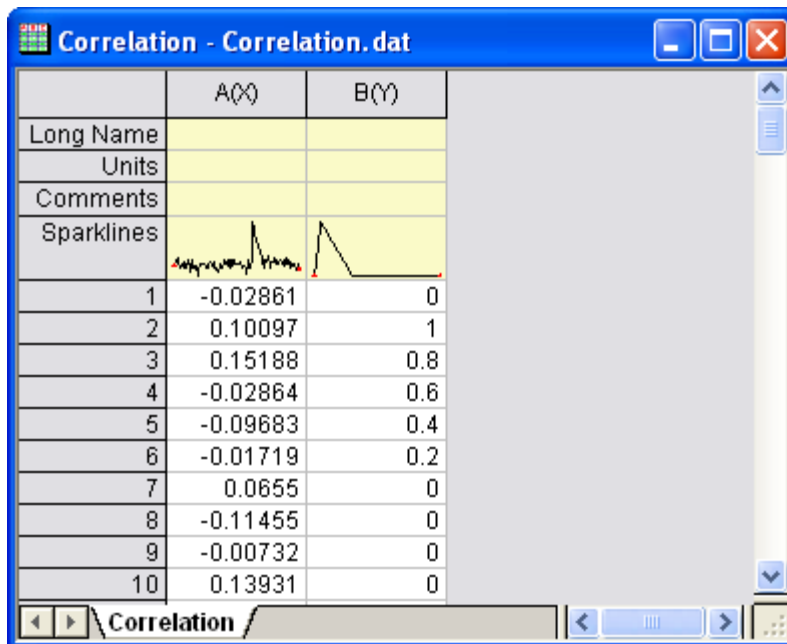 Correlation - Correlation.dat
A(X) B(Y)
Long Name
Units
Comments
Sparklines
1 -0.02861 0
2 0.10097 1
3 0.15188 0.8
4 -0.02864 0.6
5 -0.09683 0.4
6 -0.01719 0.2
7 0.0655 0
8 -0.11455 0
9 -0.00732 0
10 0.13931 0
Correlation